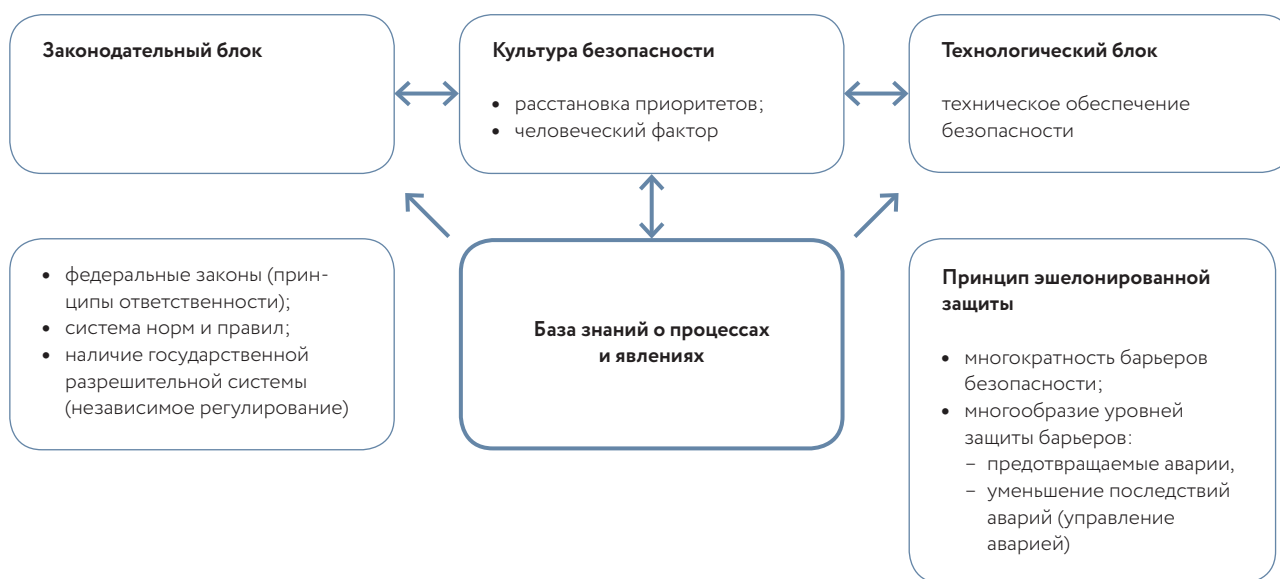 Законодательный блок
Культура безопасности
• расстановка приоритетов;
• человеческий фактор
Технологический блок
техническое обеспечение
безопасности
• федеральные законы (прин-
ципы ответственности);
• система норм и правил;
• наличие государственной
разрешительной системы
(независимое регулирование)
База знаний о процессах
и явлениях
Принцип эшелонированной
защиты
• многократность барьеров
безопасности;
• многообразие уровней
защиты барьеров:
– предотвращаемые аварии,
– уменьшение последствий
аварий (управление
аварией)